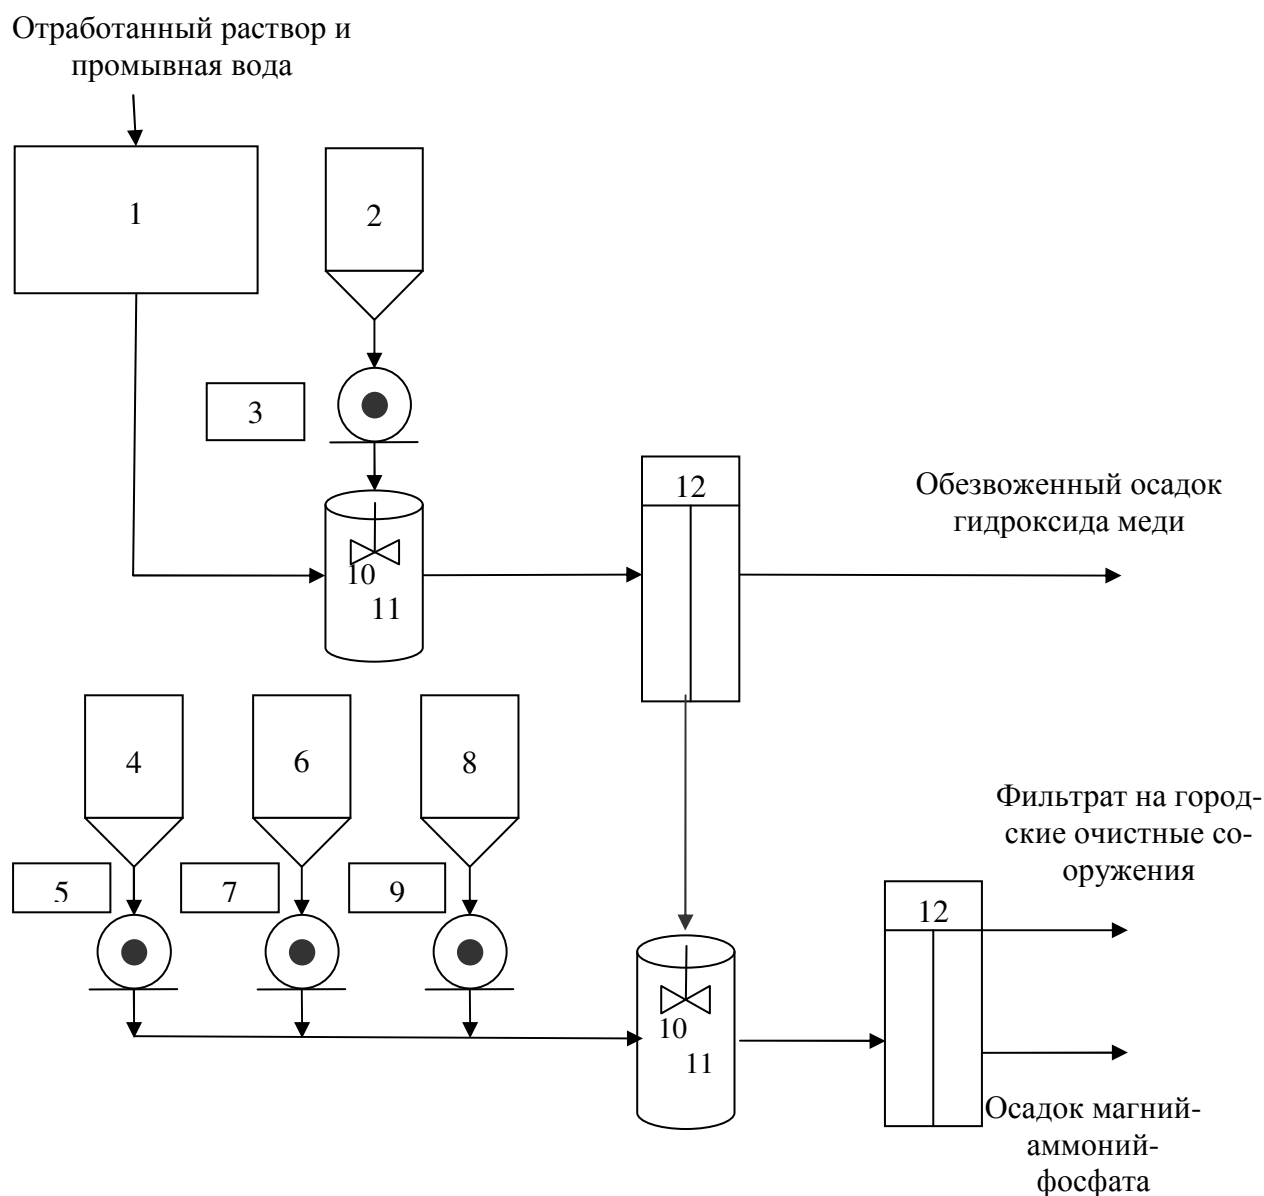 Отработанный раствор и
промывная вода
1
2
3
12
Обезвоженный осадок
гидроксида меди
10
11
4
6
8
Фильтрат на город-
ские очистные со-
оружения
5
7
9
12
10
11
Осадок магний-
аммоний-
фосфата